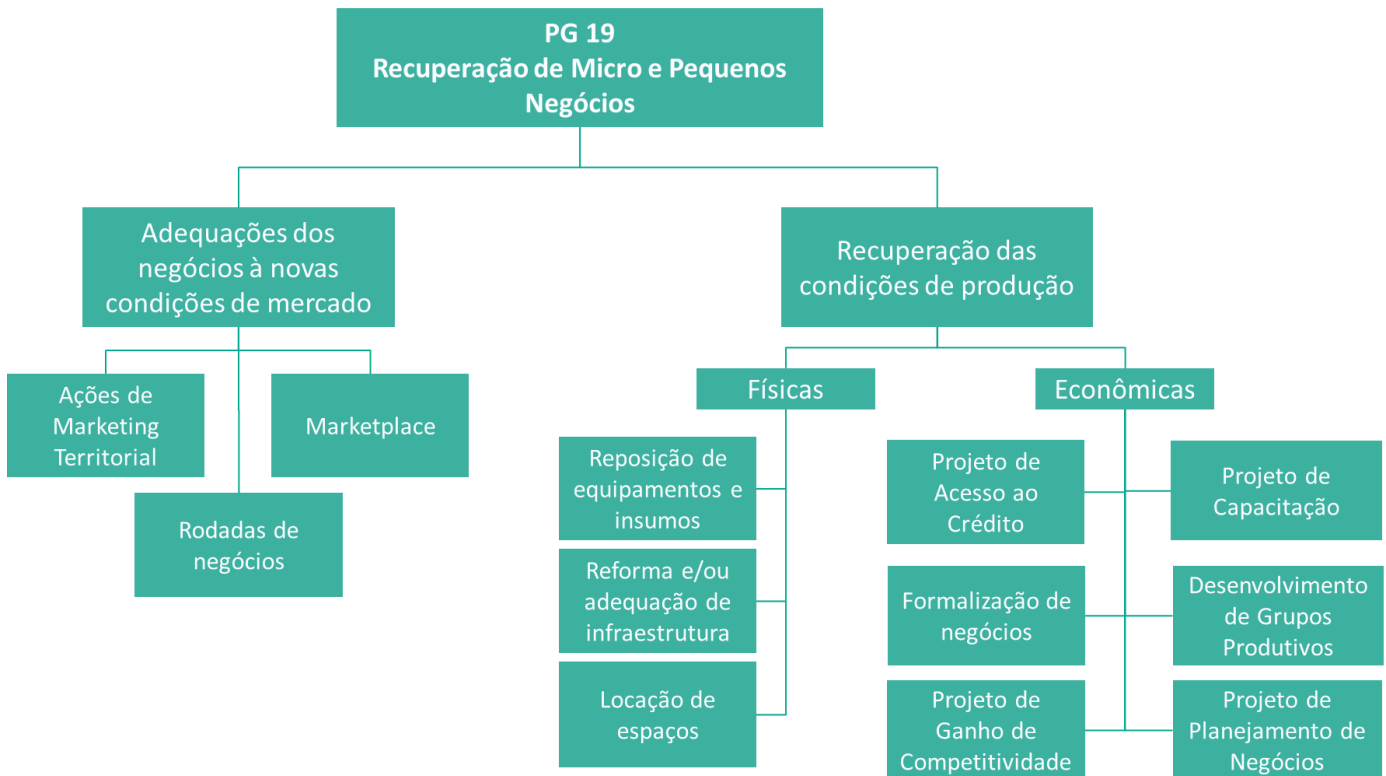 PG 19
Recuperação de Micro e Pequenos
Negócios
Adequações dos
negócios à novas
condições de mercado
Recuperação das
condições de produção
Ações de
Marketing
Territorial
Marketplace
Rodadas de
negócios
Físicas
Reposição de
equipamentos e
insumos
Reforma e/ou
adequação de
infraestrutura
Locação de
espaços
Econômicas
Projeto de
Acesso ao
Crédito
Projeto de
Capacitação
Formalização de
negócios
Desenvolvimento
de Grupos
Produtivos
Projeto de
Ganho de
Competitividade
Projeto de
Planejamento de
Negócios